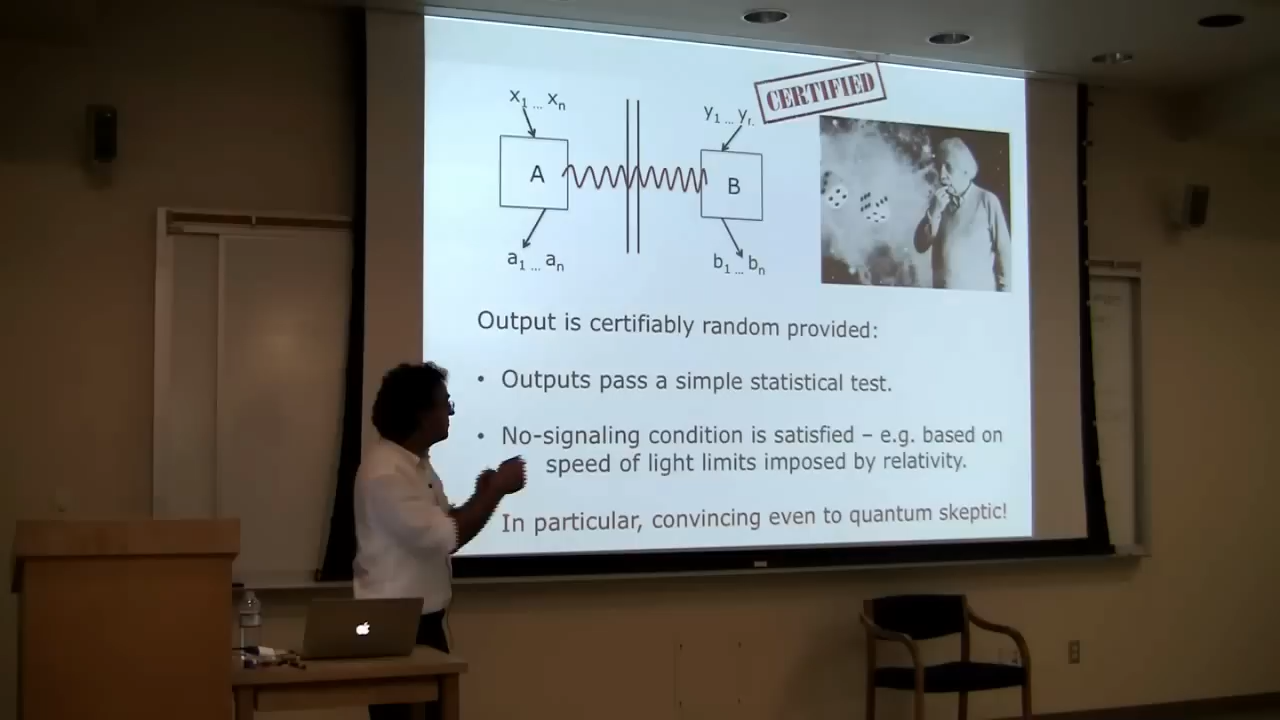 x1 ... xn
y1 ... yr.
CERTIFIED
A
B
a1 ... an
b1 ... bn
Output is certifiably random provided:
• Outputs pass a simple statistical test.
• No-signaling condition is satisfied – e.g. based on
speed of light limits imposed by relativity.
In particular, convincing even to quantum skeptic!